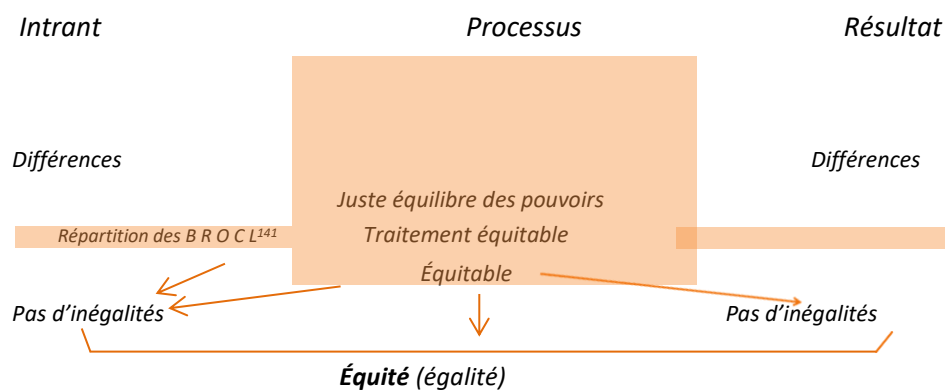 Intrant Processus Résultat
Différences Différences
Juste équilibre des pouvoirs
Répartition des B R O C L¹⁴¹ Traitement équitable
Équitable
Pas d’inégalités Pas d’inégalités
Équité (égalité)